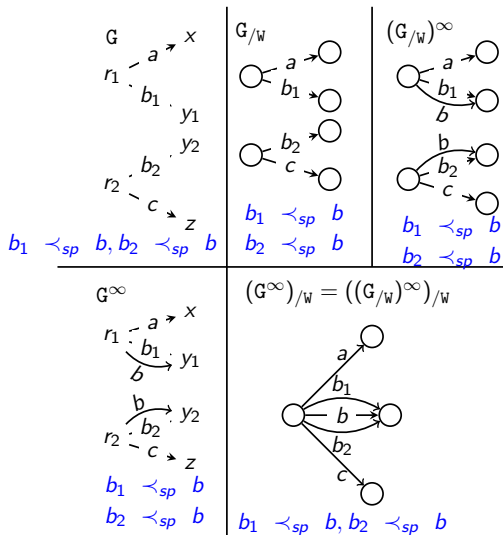 G
a x
r₁
b₁
y₁
y₂
b₂
r₂
c
z
b₁ ≺sp b, b₂ ≺sp b
G/W
a
b₁
b₂
c
b₁ ≺sp b
b₂ ≺sp b
(G/W)^∞
a
b₁
b
b
b₂
c
b₁ ≺sp b
b₂ ≺sp b
G^∞
a x
r₁
b₁ y₁
b
b
y₂
r₂ b₂
c
z
b₁ ≺sp b
b₂ ≺sp b
(G^∞)/W = ((G/W)^∞)/W
a
b₁
b
b₂
c
b₁ ≺sp b, b₂ ≺sp b